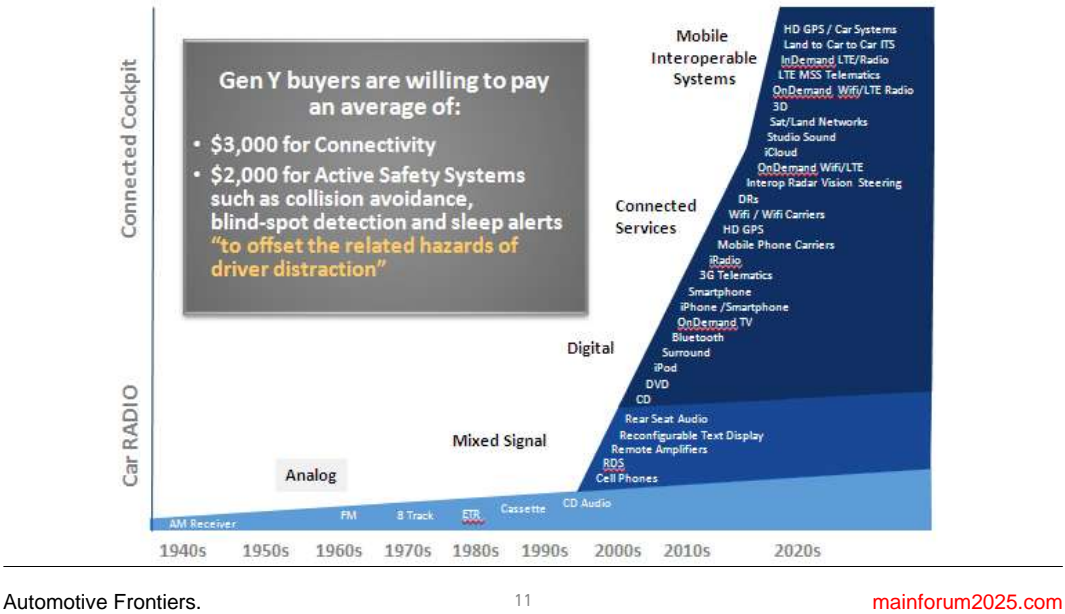 Connected Cockpit
Car RADIO
Gen Y buyers are willing to pay
an average of:
• $3,000 for Connectivity
• $2,000 for Active Safety Systems
such as collision avoidance,
blind-spot detection and sleep alerts
“to offset the related hazards of
driver distraction”
Mobile
Interoperable
Systems
Connected
Services
Digital
Mixed Signal
Analog
HD GPS / Car Systems
Land to Car to Car ITS
InDemand LTE/Radio
LTE MSS Telematics
OnDemand Wifi/LTE Radio
3D
Sat/Land Networks
Studio Sound
iCloud
OnDemand Wifi/LTE
Interop Radar Vision Steering
DRs
Wifi / Wifi Carriers
HD GPS
Mobile Phone Carriers
iRadio
3G Telematics
Smartphone
iPhone /Smartphone
OnDemand TV
Bluetooth
Surround
iPod
DVD
CD
Rear Seat Audio
Reconfigurable Text Display
Remote Amplifiers
RDS
Cell Phones
AM Receiver
FM
8 Track
ETR
Cassette
CD Audio
1940s 1950s 1960s 1970s 1980s 1990s 2000s 2010s 2020s
Automotive Frontiers.
11
mainforum2025.com